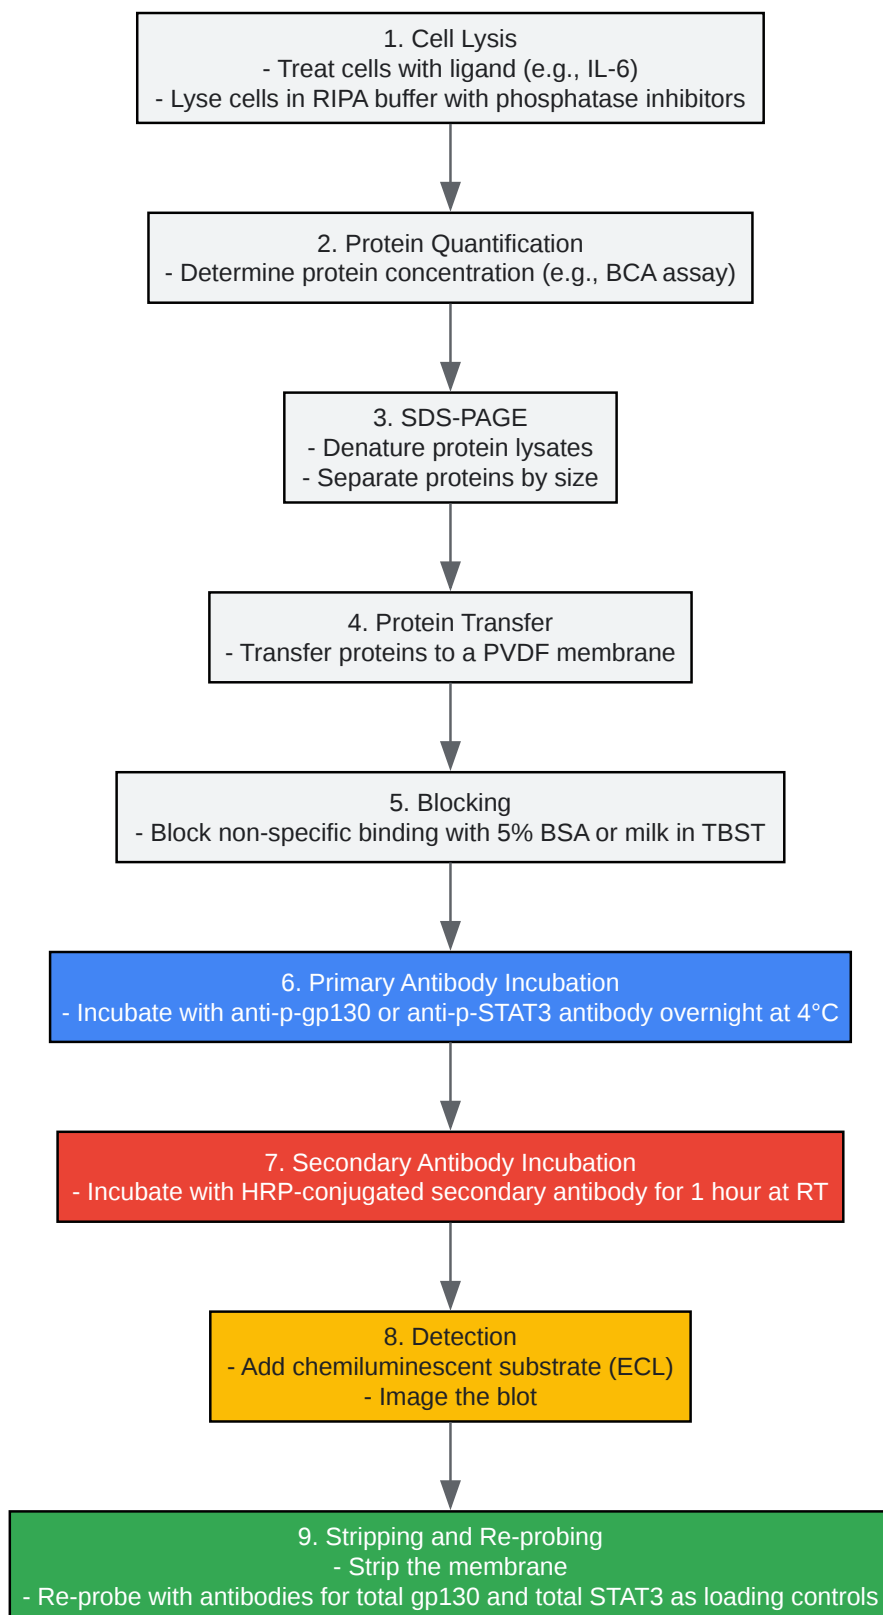 1. Cell Lysis
- Treat cells with ligand (e.g., IL-6)
- Lyse cells in RIPA buffer with phosphatase inhibitors
2. Protein Quantification
- Determine protein concentration (e.g., BCA assay)
3. SDS-PAGE
- Denature protein lysates
- Separate proteins by size
4. Protein Transfer
- Transfer proteins to a PVDF membrane
5. Blocking
- Block non-specific binding with 5% BSA or milk in TBST
6. Primary Antibody Incubation
- Incubate with anti-p-gp130 or anti-p-STAT3 antibody overnight at 4°C
7. Secondary Antibody Incubation
- Incubate with HRP-conjugated secondary antibody for 1 hour at RT
8. Detection
- Add chemiluminescent substrate (ECL)
- Image the blot
9. Stripping and Re-probing
- Strip the membrane
- Re-probe with antibodies for total gp130 and total STAT3 as loading controls